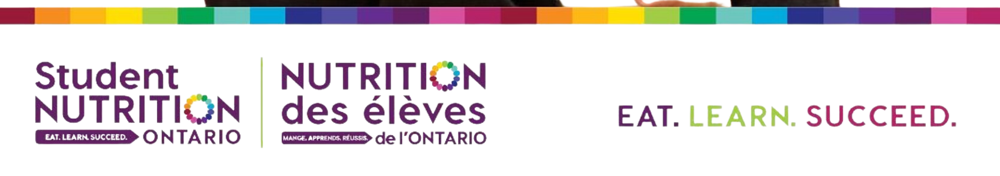 Student
NUTRITION
EAT. LEARN. SUCCEED. ONTARIO
NUTRITION
des élèves
MANGE. APPRENDS. RÉUSSIS. de l'ONTARIO
EAT. LEARN. SUCCEED.